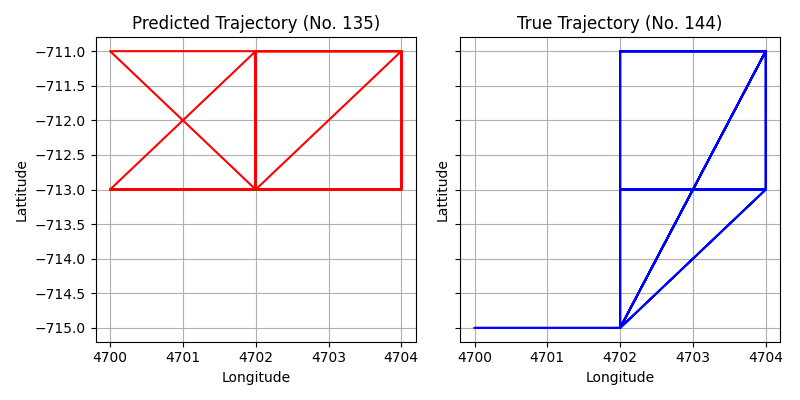 Predicted Trajectory (No. 135)
True Trajectory (No. 144)
−711.0
−711.5
−712.0
−712.5
−713.0
−713.5
−714.0
−714.5
−715.0
Lattitude
Lattitude
4700 4701 4702 4703 4704
4700 4701 4702 4703 4704
Longitude
Longitude